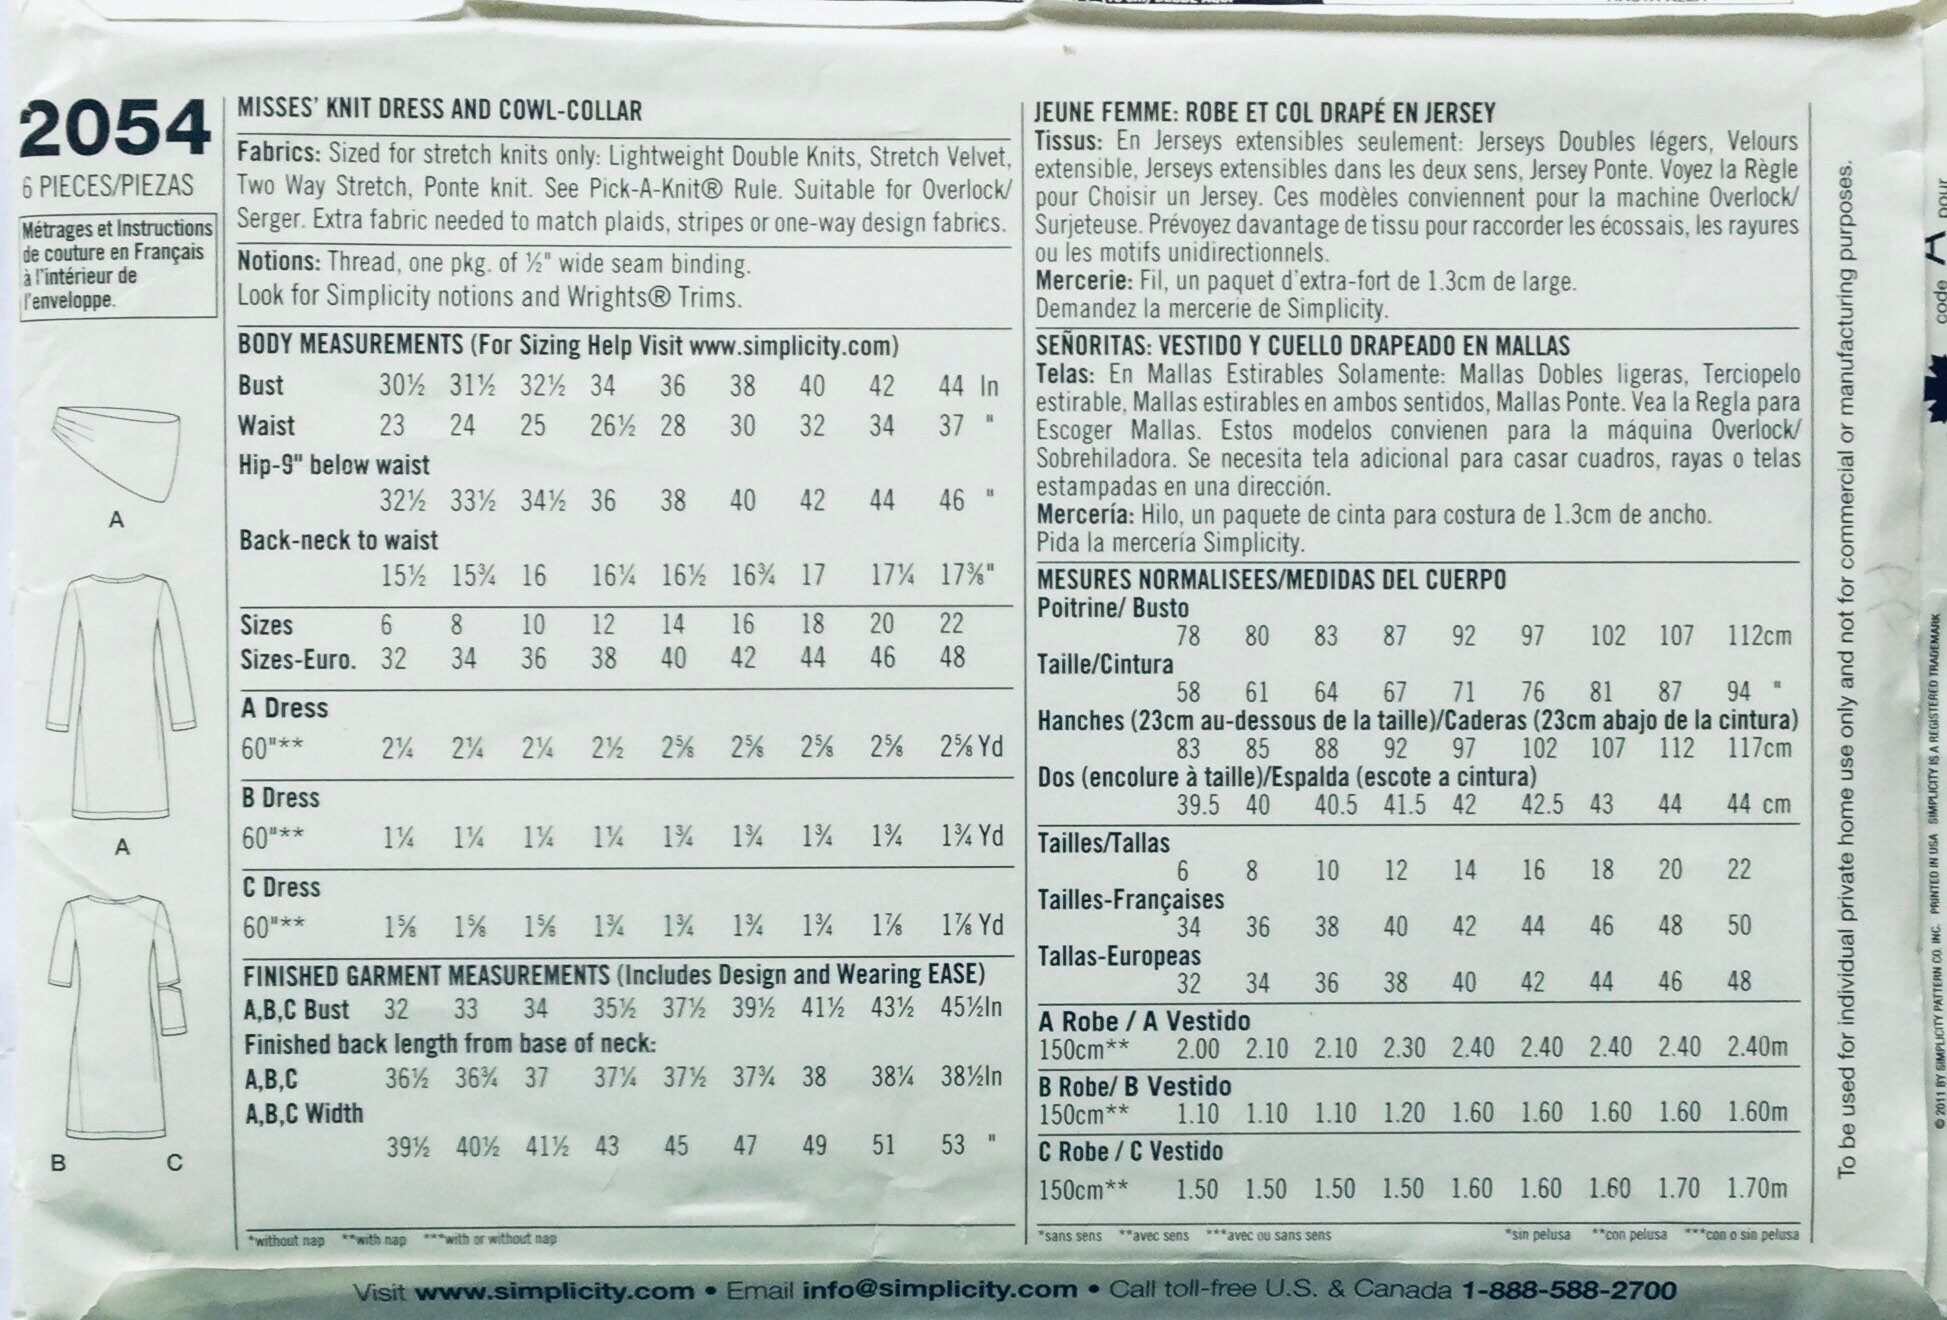 2054
6 PIECES/PIEZAS
Métrages et Instructions
de couture en Français
à l'intérieur de
l'enveloppe.
A
A
B C
MISSES' KNIT DRESS AND COWL-COLLAR
Fabrics: Sized for stretch knits only: Lightweight Double Knits, Stretch Velvet,
Two Way Stretch, Ponte knit. See Pick-A-Knit® Rule. Suitable for Overlock/
Serger. Extra fabric needed to match plaids, stripes or one-way design fabrics.
Notions: Thread, one pkg. of ½" wide seam binding.
Look for Simplicity notions and Wrights® Trims.
BODY MEASUREMENTS (For Sizing Help Visit www.simplicity.com)
Bust 30½ 31½ 32½ 34 36 38 40 42 44 In
Waist 23 24 25 26½ 28 30 32 34 37 "
Hip-9" below waist
32½ 33½ 34½ 36 38 40 42 44 46 "
Back-neck to waist
15½ 15¾ 16 16¼ 16½ 16¾ 17 17¼ 17⅜"
Sizes 6 8 10 12 14 16 18 20 22
Sizes-Euro. 32 34 36 38 40 42 44 46 48
A Dress
60"** 2¼ 2¼ 2¼ 2½ 2⅝ 2⅝ 2⅝ 2⅝ 2⅝ Yd
B Dress
60"** 1¼ 1¼ 1¼ 1¼ 1¾ 1¾ 1¾ 1¾ 1¾ Yd
C Dress
60"** 1⅝ 1⅝ 1⅝ 1¾ 1¾ 1¾ 1¾ 1⅞ 1⅞ Yd
FINISHED GARMENT MEASUREMENTS (Includes Design and Wearing EASE)
A,B,C Bust 32 33 34 35½ 37½ 39½ 41½ 43½ 45½In
Finished back length from base of neck:
A,B,C 36½ 36¾ 37 37¼ 37½ 37¾ 38 38¼ 38½In
A,B,C Width
39½ 40½ 41½ 43 45 47 49 51 53 "
*without nap **with nap ***with or without nap
JEUNE FEMME: ROBE ET COL DRAPÉ EN JERSEY
Tissus: En Jerseys extensibles seulement: Jerseys Doubles légers, Velours
extensible, Jerseys extensibles dans les deux sens, Jersey Ponte. Voyez la Règle
pour Choisir un Jersey. Ces modèles conviennent pour la machine Overlock/
Surjeteuse. Prévoyez davantage de tissu pour raccorder les écossais, les rayures
ou les motifs unidirectionnels.
Mercerie: Fil, un paquet d'extra-fort de 1.3cm de large.
Demandez la mercerie de Simplicity.
SEÑORITAS: VESTIDO Y CUELLO DRAPEADO EN MALLAS
Telas: En Mallas Estirables Solamente: Mallas Dobles ligeras, Terciopelo
estirable, Mallas estirables en ambos sentidos, Mallas Ponte. Vea la Regla para
Escoger Mallas. Estos modelos convienen para la máquina Overlock/
Sobrehiladora. Se necesita tela adicional para casar cuadros, rayas o telas
estampadas en una dirección.
Mercería: Hilo, un paquete de cinta para costura de 1.3cm de ancho.
Pida la mercería Simplicity.
MESURES NORMALISEES/MEDIDAS DEL CUERPO
Poitrine/ Busto
78 80 83 87 92 97 102 107 112cm
Taille/Cintura
58 61 64 67 71 76 81 87 94 "
Hanches (23cm au-dessous de la taille)/Caderas (23cm abajo de la cintura)
83 85 88 92 97 102 107 112 117cm
Dos (encolure à taille)/Espalda (escote a cintura)
39.5 40 40.5 41.5 42 42.5 43 44 44 cm
Tailles/Tallas
6 8 10 12 14 16 18 20 22
Tailles-Françaises
34 36 38 40 42 44 46 48 50
Tallas-Europeas
32 34 36 38 40 42 44 46 48
A Robe / A Vestido
150cm** 2.00 2.10 2.10 2.30 2.40 2.40 2.40 2.40 2.40m
B Robe/ B Vestido
150cm** 1.10 1.10 1.10 1.20 1.60 1.60 1.60 1.60 1.60m
C Robe / C Vestido
150cm** 1.50 1.50 1.50 1.50 1.60 1.60 1.60 1.70 1.70m
*sans sens **avec sens ***avec ou sans sens *sin pelusa **con pelusa ***con o sin pelusa
To be used for individual private home use only and not for commercial or manufacturing purposes.
code A pour
© 2011 BY SIMPLICITY PATTERN CO. INC. PRINTED IN USA SIMPLICITY IS A REGISTERED TRADEMARK
Visit www.simplicity.com • Email info@simplicity.com • Call toll-free U.S. & Canada 1-888-588-2700